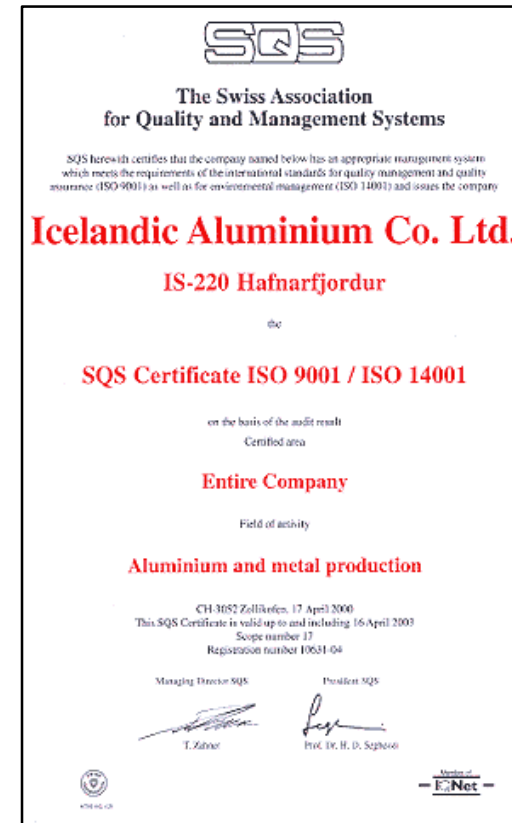 SQS
The Swiss Association
for Quality and Management Systems
SQS herewith certifies that the company named below has an appropriate management system
which meets the requirements of the international standards for quality management and quality
assurance (ISO 9001) as well as for environmental management (ISO 14001) and issues the company
Icelandic Aluminium Co. Ltd.
IS-220 Hafnarfjordur
the
SQS Certificate ISO 9001 / ISO 14001
on the basis of the audit result
Certified area
Entire Company
Field of activity
Aluminium and metal production
CH-3052 Zollikofen, 17 April 2000
This SQS Certificate is valid up to and including 16 April 2003
Scope number 17
Registration number 10631-04
Managing Director SQS
President SQS
T. Zahner
Prof. Dr. H. D. Seghezzi
Member of
IQNet